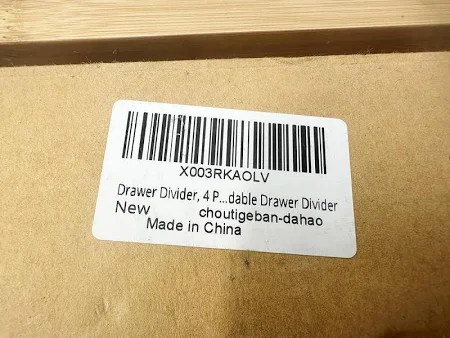 X003RKAOLV
Drawer Divider, 4 P...dable Drawer Divider
New choutigeban-dahao
Made in China